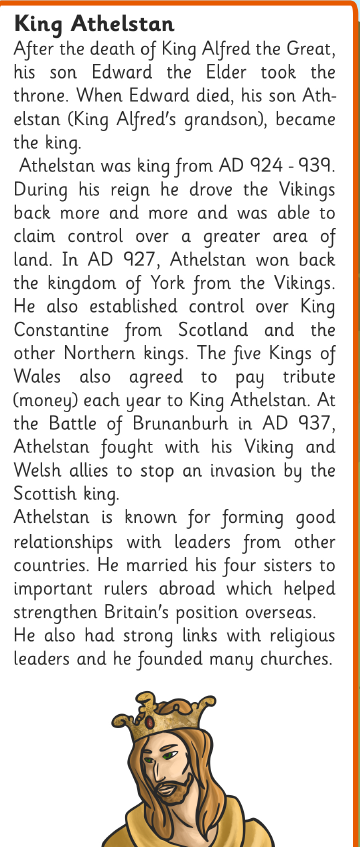 King Athelstan
After the death of King Alfred the Great,
his son Edward the Elder took the
throne. When Edward died, his son Ath-
elstan (King Alfred's grandson), became
the king.
Athelstan was king from AD 924 - 939.
During his reign he drove the Vikings
back more and more and was able to
claim control over a greater area of
land. In AD 927, Athelstan won back
the kingdom of York from the Vikings.
He also established control over King
Constantine from Scotland and the
other Northern kings. The five Kings of
Wales also agreed to pay tribute
(money) each year to King Athelstan. At
the Battle of Brunanburh in AD 937,
Athelstan fought with his Viking and
Welsh allies to stop an invasion by the
Scottish king.
Athelstan is known for forming good
relationships with leaders from other
countries. He married his four sisters to
important rulers abroad which helped
strengthen Britain's position overseas.
He also had strong links with religious
leaders and he founded many churches.